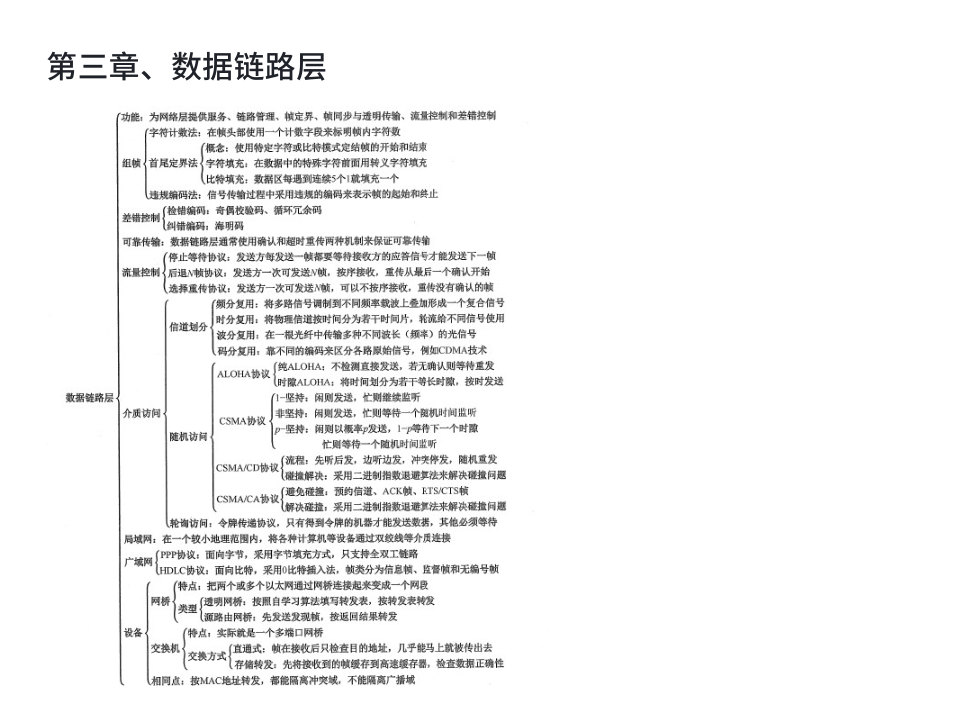 第三章、数据链路层
功能：为网络层提供服务、链路管理、帧定界、帧同步与透明传输、流量控制和差错控制
字符计数法：在帧头部使用一个计数字段来标明帧内字符数
概念：使用特定字符或比特模式定结帧的开始和结束
组帧
首尾定界法
字符填充：在数据中的特殊字符前面用转义字符填充
比特填充：数据区每遇到连续5个1就填充一个
违规编码法：信号传输过程中采用违规的编码来表示帧的起始和终止
差错控制
检错编码：奇偶校验码、循环冗余码
纠错编码：海明码
可靠传输：数据链路层通常使用确认和超时重传两种机制来保证可靠传输
流量控制
停止等待协议：发送方每发送一帧都要等待接收方的应答信号才能发送下一帧
后退N帧协议：发送方一次可发送N帧，按序接收，重传从最后一个确认开始
选择重传协议：发送方一次可发送N帧，可以不按序接收，重传没有确认的帧
信道划分
频分复用：将多路信号调制到不同频率载波上叠加形成一个复合信号
时分复用：将物理信道按时间分为若干时间片，轮流给不同信号使用
波分复用：在一根光纤中传输多种不同波长（频率）的光信号
码分复用：靠不同的编码来区分各路原始信号，例如CDMA技术
ALOHA协议
纯ALOHA：不检测直接发送，若无确认则等待重发
时隙ALOHA：将时间划分为若干等长时隙，按时发送
数据链路层
介质访问
随机访问
CSMA协议
1-坚持：闲则发送，忙则继续监听
非坚持：闲则发送，忙则等待一个随机时间监听
p-坚持：闲则以概率p发送，1-p等待下一个时隙
忙则等待一个随机时间监听
CSMA/CD协议
流程：先听后发，边听边发，冲突停发，随机重发
碰撞解决：采用二进制指数退避算法来解决碰撞问题
CSMA/CA协议
避免碰撞：预约信道、ACK帧、RTS/CTS帧
解决碰撞：采用二进制指数退避算法来解决碰撞问题
轮询访问：令牌传递协议，只有得到令牌的机器才能发送数据，其他必须等待
局域网：在一个较小地理范围内，将各种计算机等设备通过双绞线等介质连接
广域网
PPP协议：面向字节，采用字节填充方式，只支持全双工链路
HDLC协议：面向比特，采用0比特插入法，帧类分为信息帧、监督帧和无编号帧
设备
网桥
特点：把两个或多个以太网通过网桥连接起来变成一个网段
类型
透明网桥：按照自学习算法填写转发表，按转发表转发
源路由网桥：先发送发现帧，按返回结果转发
交换机
特点：实际就是一个多端口网桥
交换方式
直通式：帧在接收后只检查目的地址，几乎能马上就被传出去
存储转发：先将接收到的帧缓存到高速缓存器，检查数据正确性
相同点：按MAC地址转发，都能隔离冲突域，不能隔离广播域